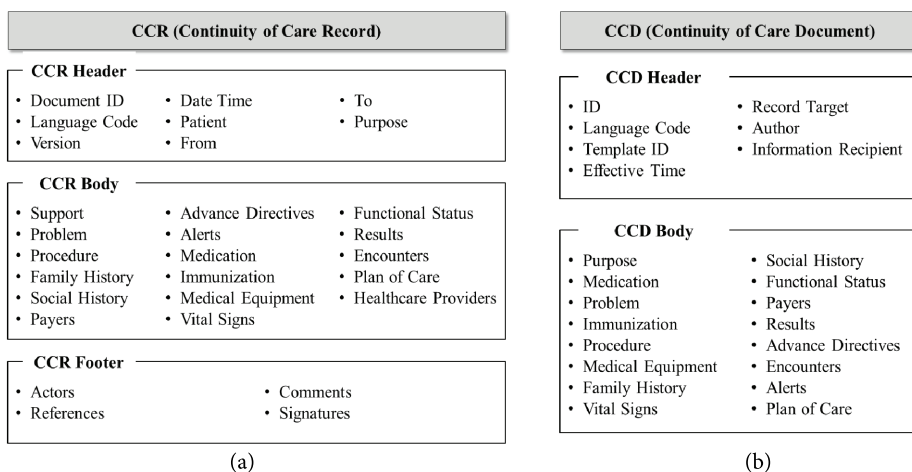 CCR (Continuity of Care Record)
CCR Header
• Document ID
• Language Code
• Version
• Date Time
• Patient
• From
• To
• Purpose
CCR Body
• Support
• Problem
• Procedure
• Family History
• Social History
• Payers
• Advance Directives
• Alerts
• Medication
• Immunization
• Medical Equipment
• Vital Signs
• Functional Status
• Results
• Encounters
• Plan of Care
• Healthcare Providers
CCR Footer
• Actors
• References
• Comments
• Signatures
(a)
CCD (Continuity of Care Document)
CCD Header
• ID
• Language Code
• Template ID
• Effective Time
• Record Target
• Author
• Information Recipient
CCD Body
• Purpose
• Medication
• Problem
• Immunization
• Procedure
• Medical Equipment
• Family History
• Vital Signs
• Social History
• Functional Status
• Payers
• Results
• Advance Directives
• Encounters
• Alerts
• Plan of Care
(b)